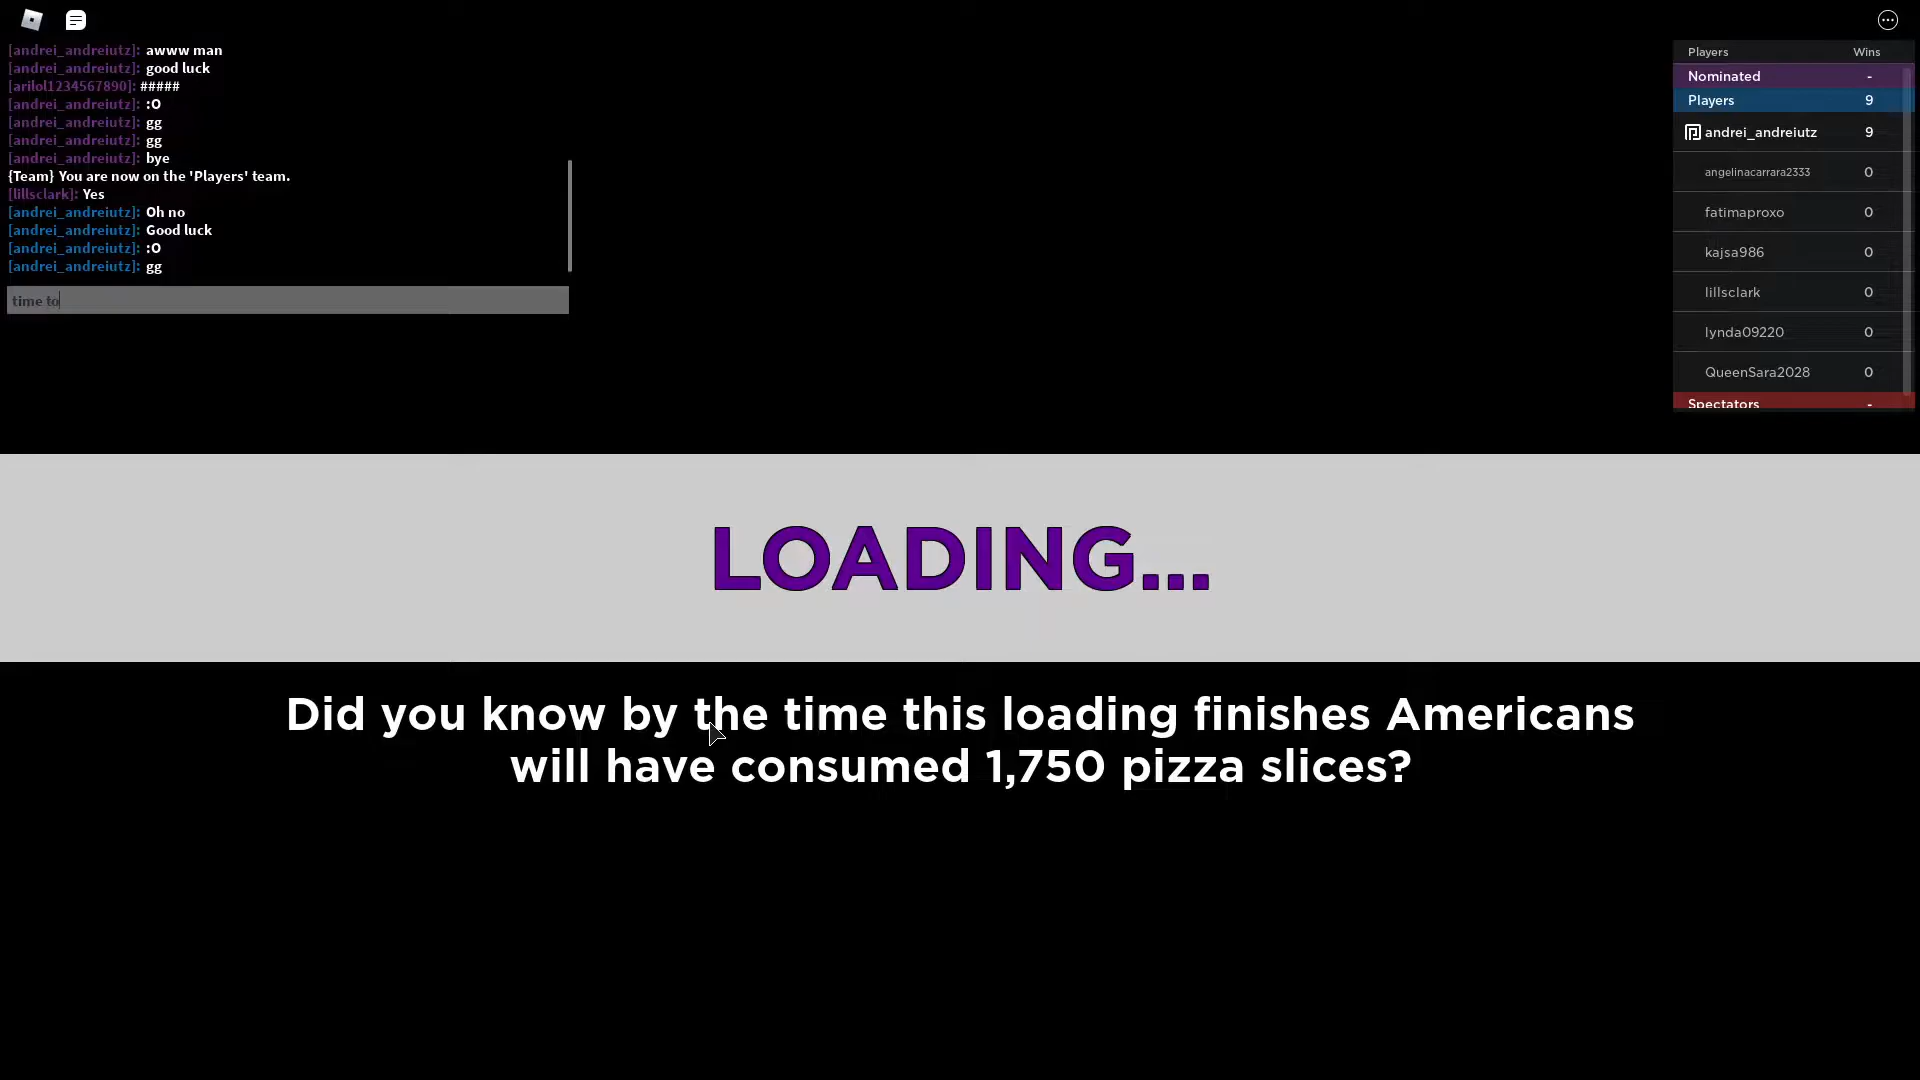 [andrei_andreiutz]: awww man
[andrei_andreiutz]: good luck
[arilol1234567890]: #####
[andrei_andreiutz]: :O
[andrei_andreiutz]: gg
[andrei_andreiutz]: gg
[andrei_andreiutz]: bye
{Team} You are now on the 'Players' team.
[lillsclark]: Yes
[andrei_andreiutz]: Oh no
[andrei_andreiutz]: Good luck
[andrei_andreiutz]: :O
[andrei_andreiutz]: gg
time to
Players Wins
Nominated -
Players 9
andrei_andreiutz 9
angelinacarrara2333 0
fatimaproxo 0
kajsa986 0
lillsclark 0
lynda09220 0
QueenSara2028 0
Spectators -
LOADING...
Did you know by the time this loading finishes Americans
will have consumed 1,750 pizza slices?